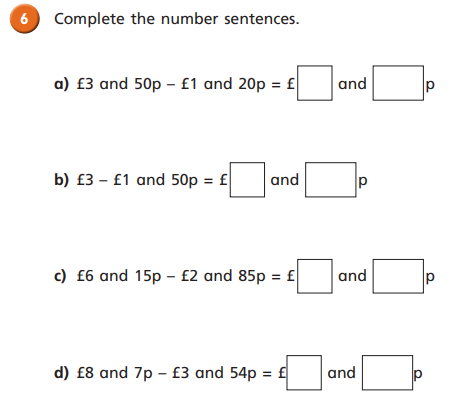 6 Complete the number sentences.
a) £3 and 50p – £1 and 20p = £ and p
b) £3 – £1 and 50p = £ and p
c) £6 and 15p – £2 and 85p = £ and p
d) £8 and 7p – £3 and 54p = £ and p